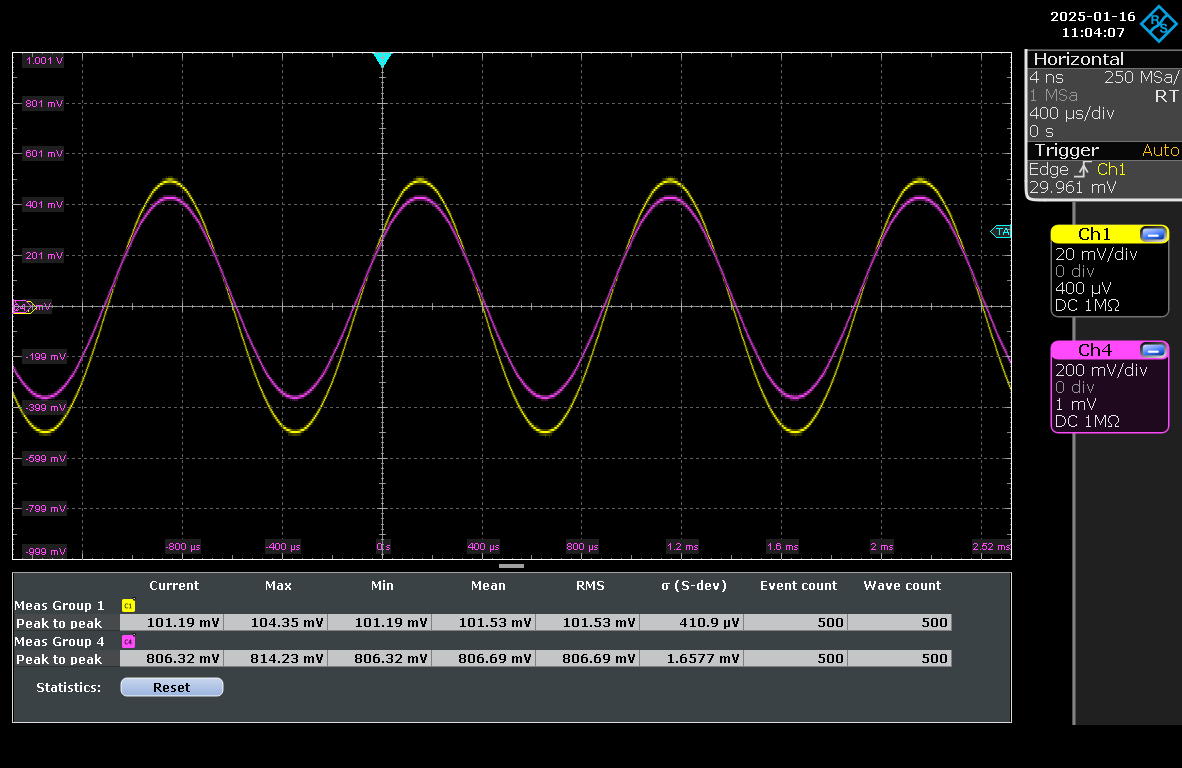 2025-01-16
11:04:07
R S
Horizontal
4 ns 250 MSa/
1 MSa RT
400 µs/div
0 s
Trigger Auto
Edge Ch1
29.961 mV
Ch1
20 mV/div
0 div
400 µV
DC 1MΩ
Ch4
200 mV/div
0 div
1 mV
DC 1MΩ
1.001 V
801 mV
601 mV
401 mV
201 mV
TA
mV
-199 mV
-399 mV
-599 mV
-799 mV
-999 mV
-800 µs -400 µs 0 s 400 µs 800 µs 1.2 ms 1.6 ms 2 ms 2.52 ms
Current Max Min Mean RMS σ (S-dev) Event count Wave count
Meas Group 1 C1
Peak to peak 101.19 mV 104.35 mV 101.19 mV 101.53 mV 101.53 mV 410.9 µV 500 500
Meas Group 4 C4
Peak to peak 806.32 mV 814.23 mV 806.32 mV 806.69 mV 806.69 mV 1.6577 mV 500 500
Statistics: Reset